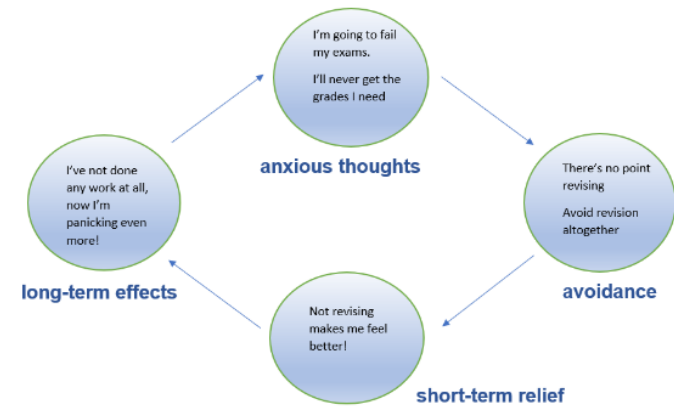 I'm going to fail
my exams.
I'll never get the
grades I need
anxious thoughts
There's no point
revising
Avoid revision
altogether
avoidance
Not revising
makes me feel
better!
short-term relief
I've not done
any work at all,
now I'm
panicking even
more!
long-term effects